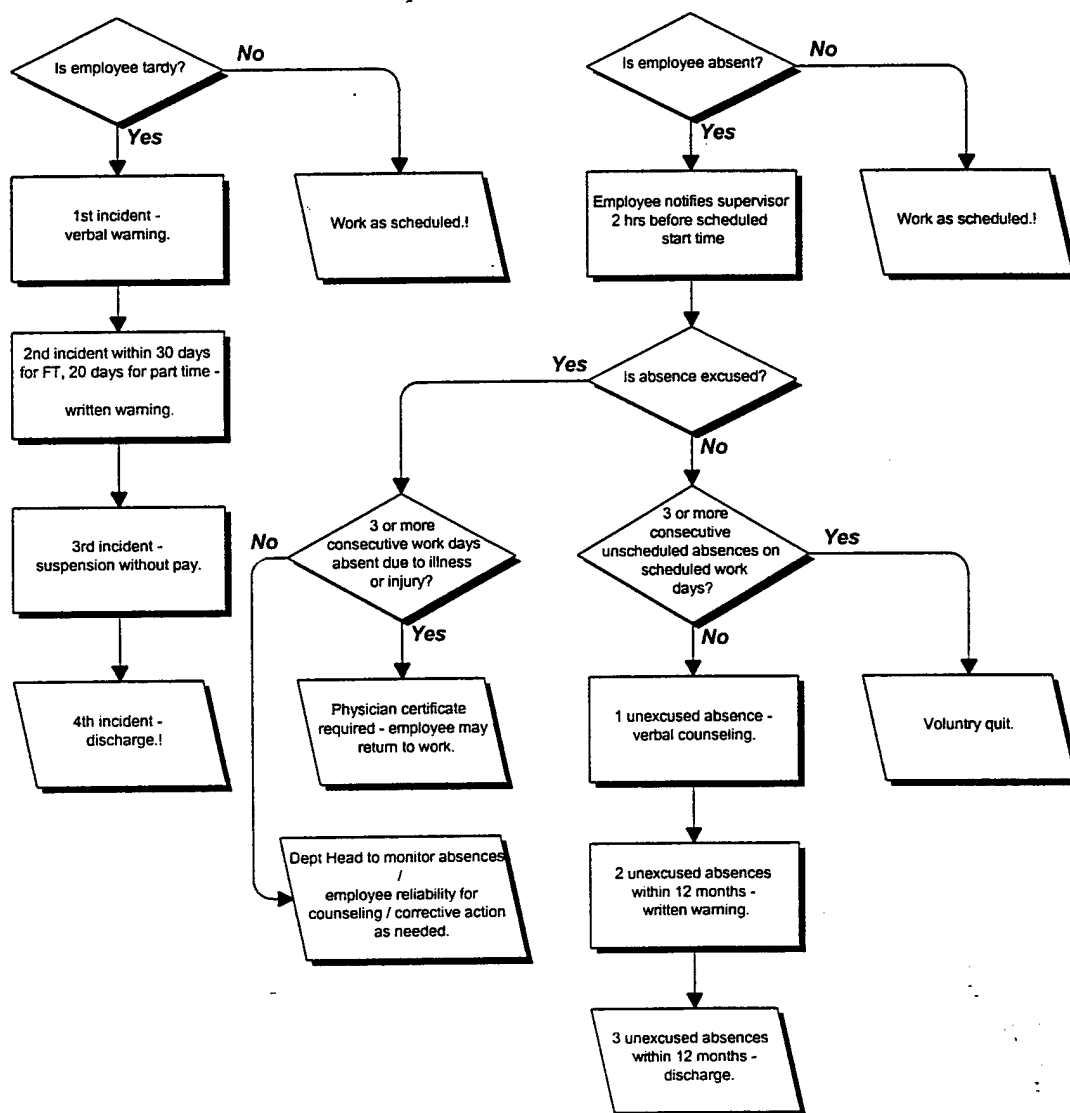 Is employee tardy?
No
Yes
1st incident -
verbal warning.
Work as scheduled.!
2nd incident within 30 days
for FT, 20 days for part time -
written warning.
3rd incident -
suspension without pay.
4th incident -
discharge.!
Is employee absent?
No
Yes
Employee notifies supervisor
2 hrs before scheduled
start time
Work as scheduled.!
Is absence excused?
Yes
No
3 or more
consecutive work days
absent due to illness
or injury?
No
Yes
Physician certificate
required - employee may
return to work.
Dept Head to monitor absences
/
employee reliability for
counseling / corrective action
as needed.
3 or more
consecutive
unscheduled absences on
scheduled work
days?
Yes
No
Voluntry quit.
1 unexcused absence -
verbal counseling.
2 unexcused absences
within 12 months -
written warning.
3 unexcused absences
within 12 months -
discharge.